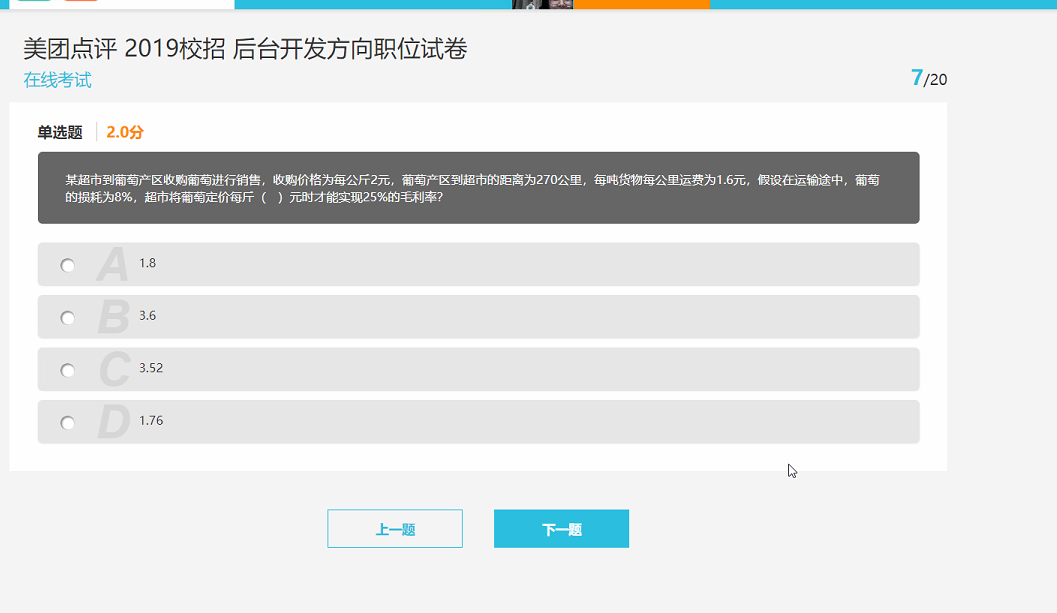 美团点评 2019校招 后台开发方向职位试卷
在线考试
7/20
单选题
2.0分
某超市到葡萄产区收购葡萄进行销售，收购价格为每公斤2元，葡萄产区到超市的距离为270公里，每吨货物每公里运费为1.6元，假设在运输途中，葡萄
的损耗为8%，超市将葡萄定价每斤（ ）元时才能实现25%的毛利率?
A 1.8
B 3.6
C 3.52
D 1.76
上一题
下一题